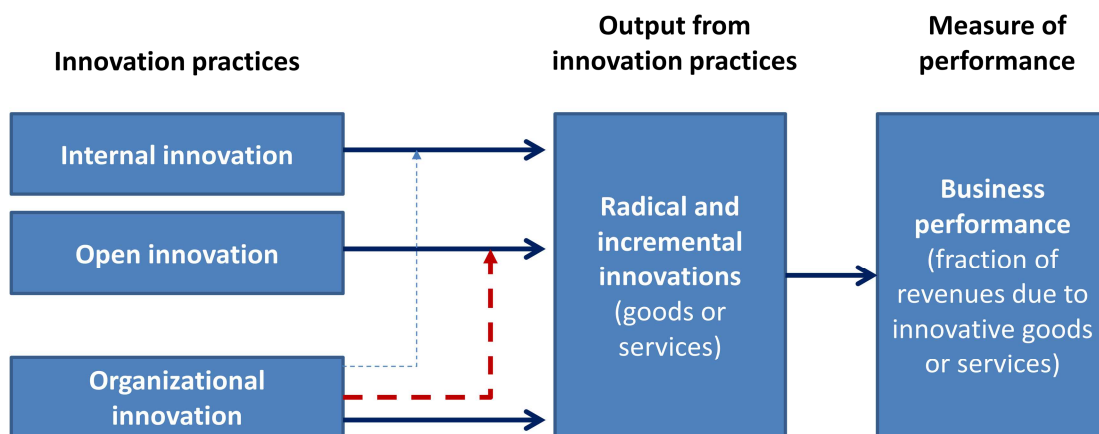 Innovation practices
Output from
innovation practices
Measure of
performance
Internal innovation
Open innovation
Organizational
innovation
Radical and
incremental
innovations
(goods or
services)
Business
performance
(fraction of
revenues due to
innovative goods
or services)